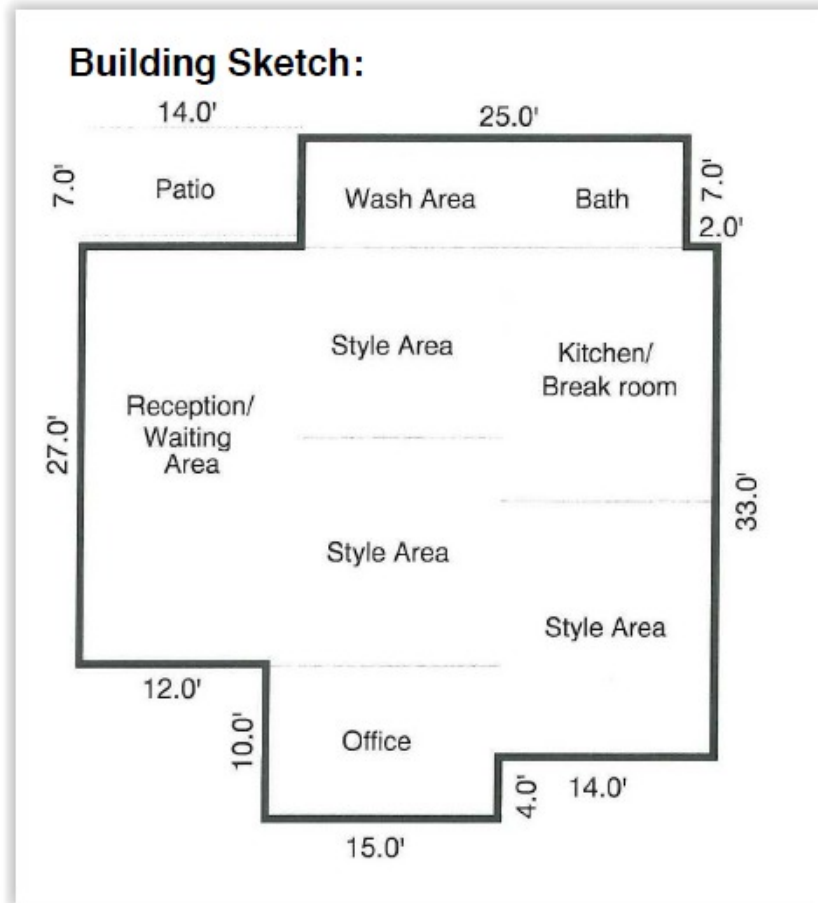 Building Sketch:
14.0'
25.0'
7.0'
Patio
Wash Area
Bath
7.0'
2.0'
Style Area
Kitchen/
Break room
Reception/
Waiting
Area
27.0'
33.0'
Style Area
Style Area
12.0'
10.0'
Office
4.0'
14.0'
15.0'